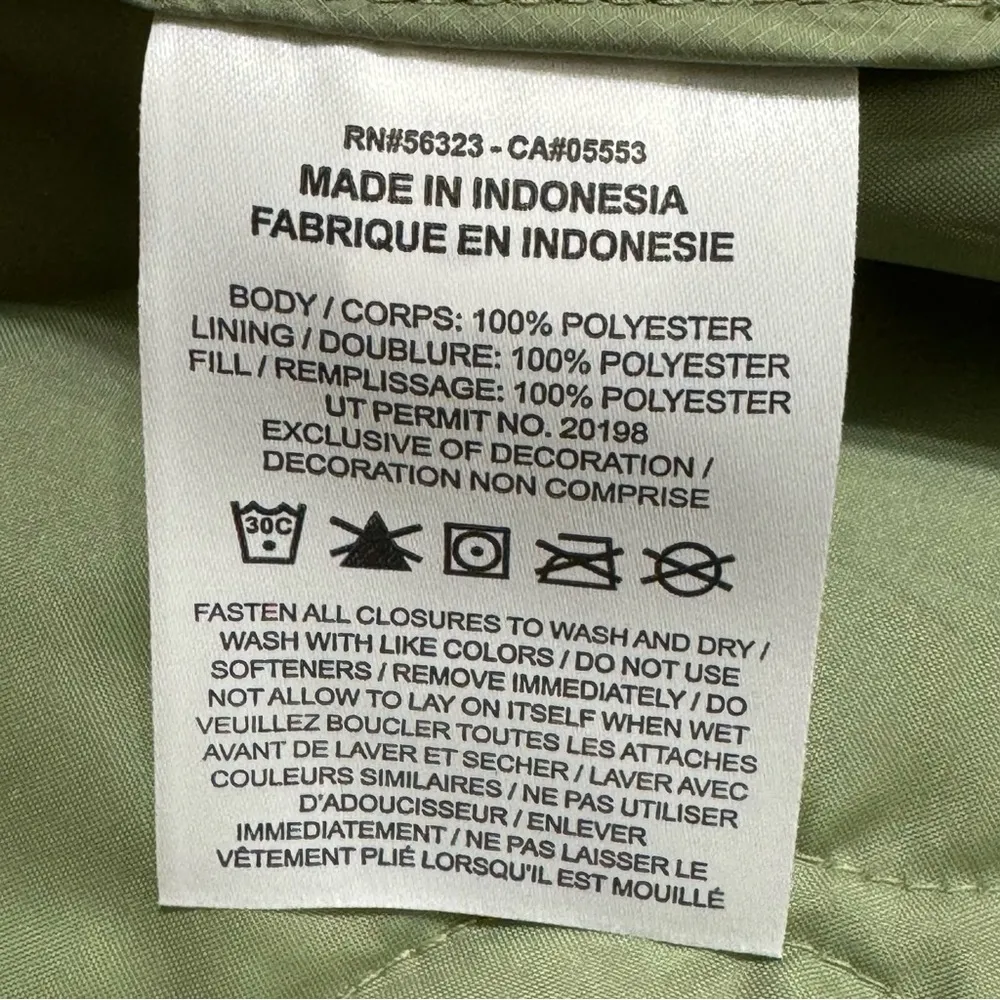 RN#56323 - CA#05553
MADE IN INDONESIA
FABRIQUE EN INDONESIE
BODY / CORPS: 100% POLYESTER
LINING / DOUBLURE: 100% POLYESTER
FILL / REMPLISSAGE: 100% POLYESTER
UT PERMIT NO. 20198
EXCLUSIVE OF DECORATION /
DECORATION NON COMPRISE
30C
FASTEN ALL CLOSURES TO WASH AND DRY /
WASH WITH LIKE COLORS / DO NOT USE
SOFTENERS / REMOVE IMMEDIATELY / DO
NOT ALLOW TO LAY ON ITSELF WHEN WET
VEUILLEZ BOUCLER TOUTES LES ATTACHES
AVANT DE LAVER ET SECHER / LAVER AVEC
COULEURS SIMILAIRES / NE PAS UTILISER
D'ADOUCISSEUR / ENLEVER
IMMEDIATEMENT / NE PAS LAISSER LE
VÊTEMENT PLIÉ LORSQU'IL EST MOUILLÉ